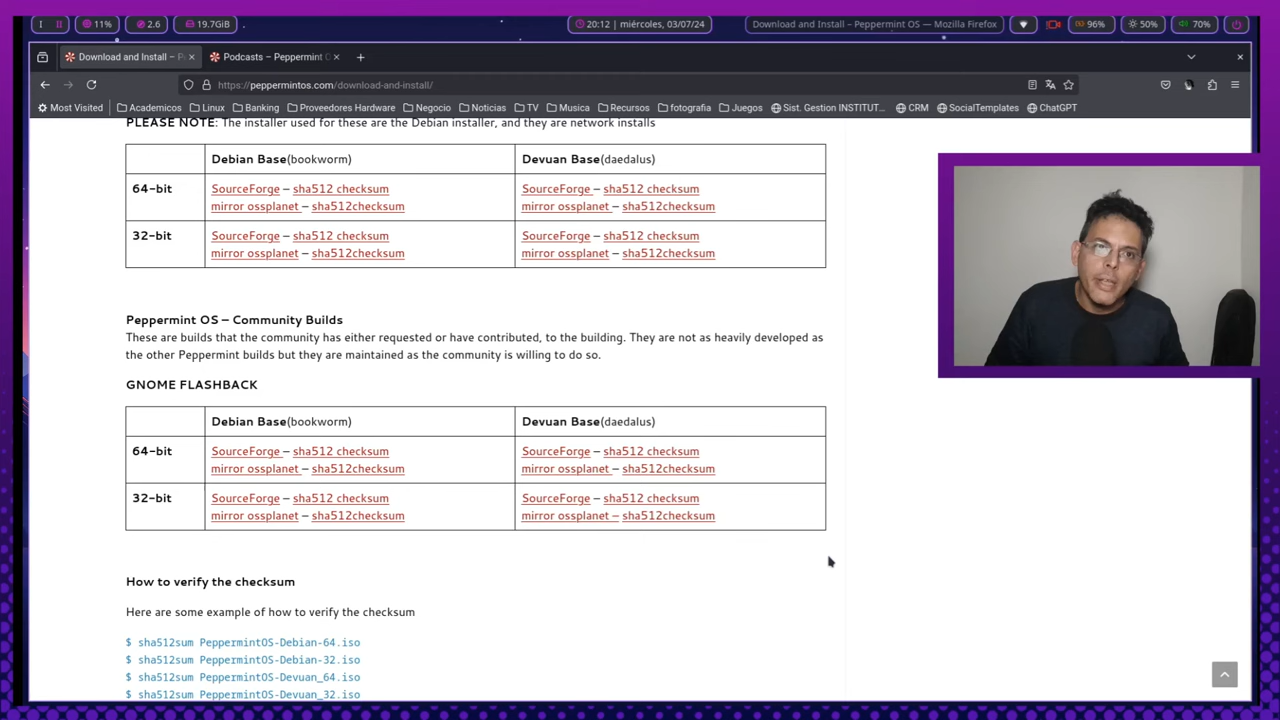 I II 11% 2.6 19.7GiB 20:12 | miércoles, 03/07/24 Download and Install – Peppermint OS — Mozilla Firefox 96% 50% 70%
Download and Install – P Podcasts – Peppermint O
https://peppermintos.com/download-and-install/
Most Visited Academicos Linux Banking Proveedores Hardware Negocio Noticias TV Musica Recursos fotografia Juegos Sist. Gestion INSTITUT... CRM SocialTemplates ChatGPT
PLEASE NOTE: The installer used for these are the Debian installer, and they are network installs
Debian Base(bookworm) Devuan Base(daedalus)
64-bit SourceForge – sha512 checksum SourceForge – sha512 checksum
mirror ossplanet – sha512checksum mirror ossplanet – sha512checksum
32-bit SourceForge – sha512 checksum SourceForge – sha512 checksum
mirror ossplanet – sha512checksum mirror ossplanet – sha512checksum
Peppermint OS – Community Builds
These are builds that the community has either requested or have contributed, to the building. They are not as heavily developed as
the other Peppermint builds but they are maintained as the community is willing to do so.
GNOME FLASHBACK
Debian Base(bookworm) Devuan Base(daedalus)
64-bit SourceForge – sha512 checksum SourceForge – sha512 checksum
mirror ossplanet – sha512checksum mirror ossplanet – sha512checksum
32-bit SourceForge – sha512 checksum SourceForge – sha512 checksum
mirror ossplanet – sha512checksum mirror ossplanet – sha512checksum
How to verify the checksum
Here are some example of how to verify the checksum
$ sha512sum PeppermintOS-Debian-64.iso
$ sha512sum PeppermintOS-Debian-32.iso
$ sha512sum PeppermintOS-Devuan_64.iso
$ sha512sum PeppermintOS-Devuan_32.iso